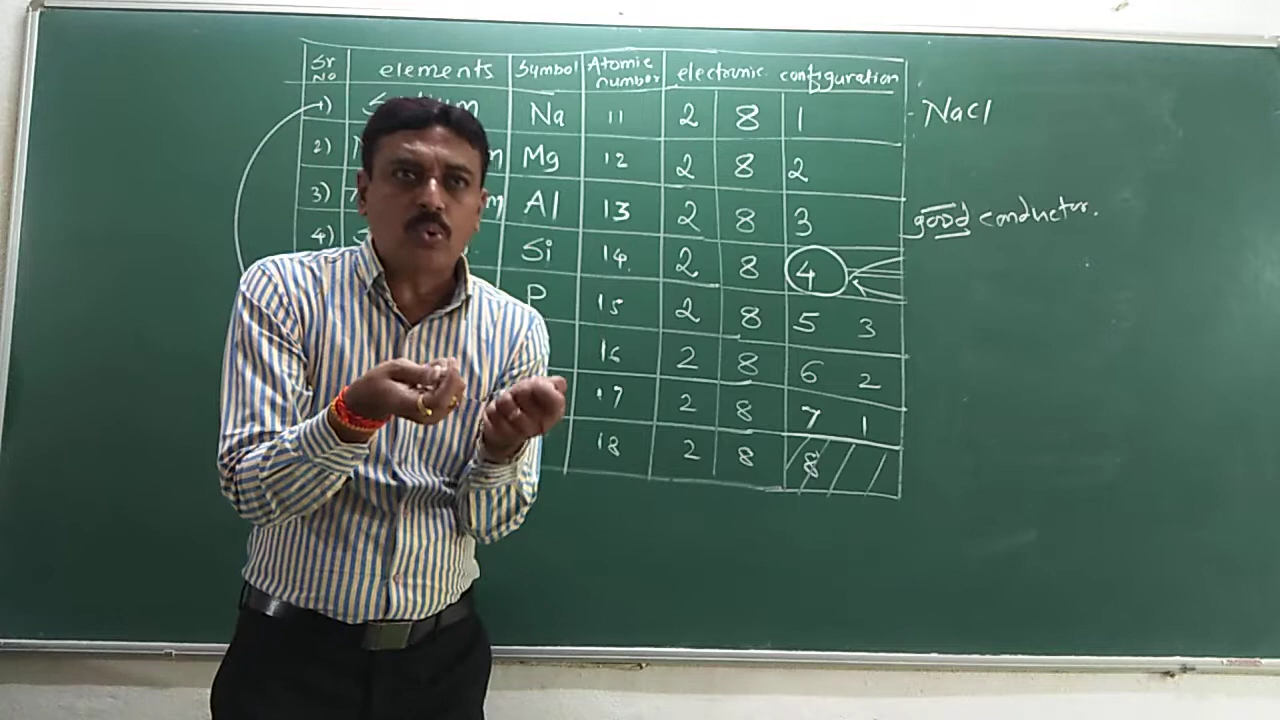 Sr No elements Symbol Atomic number electronic configuration
1) Na 11 2 8 1 - NaCl
2) Mg 12 2 8 2
3) Al 13 2 8 3 good conductor.
4) Si 14 2 8 4
P 15 2 8 5 3
16 2 8 6 2
17 2 8 7 1
18 2 8 8